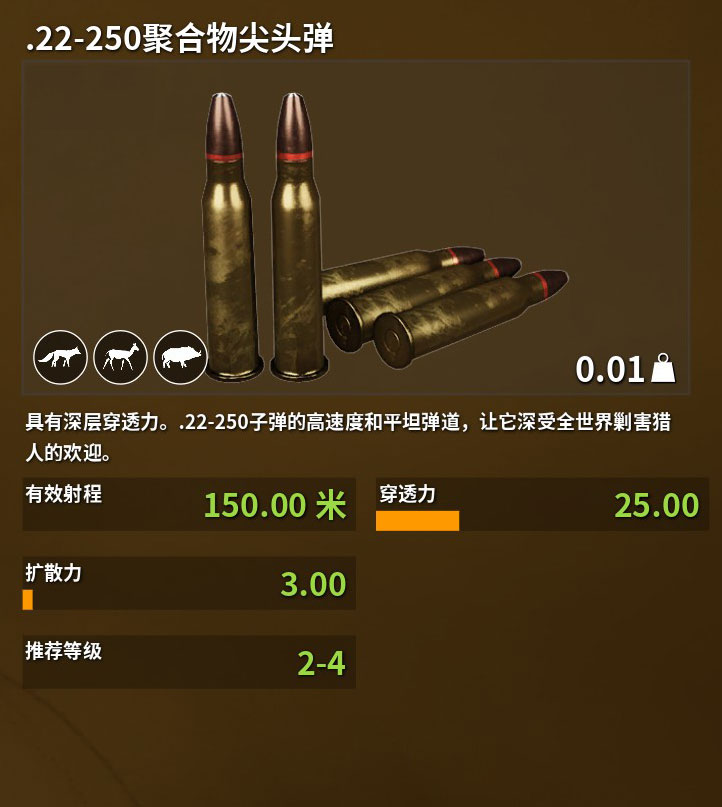 .22-250聚合物尖头弹
0.01
具有深层穿透力。.22-250子弹的高速度和平坦弹道，让它深受全世界剿害猎
人的欢迎。
有效射程 150.00 米
穿透力 25.00
扩散力 3.00
推荐等级 2-4